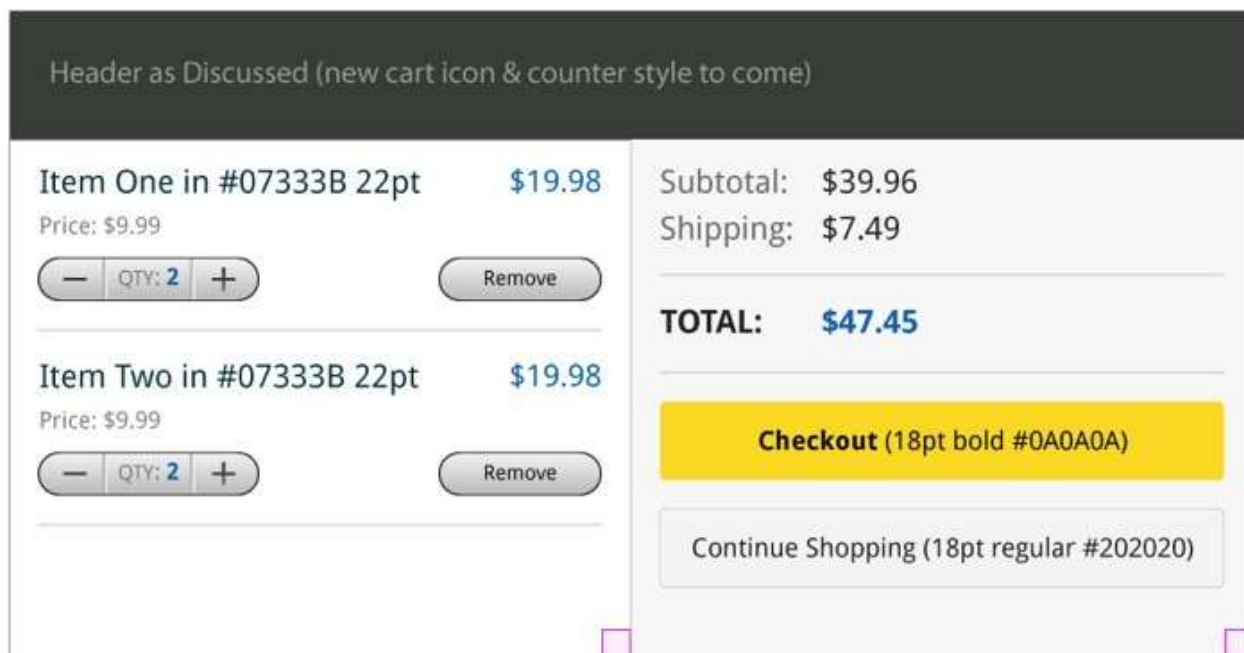 Header as Discussed (new cart icon & counter style to come)
Item One in #07333B 22pt $19.98
Price: $9.99
— QTY: 2 + Remove
Item Two in #07333B 22pt $19.98
Price: $9.99
— QTY: 2 + Remove
Subtotal: $39.96
Shipping: $7.49
TOTAL: $47.45
Checkout (18pt bold #0A0A0A)
Continue Shopping (18pt regular #202020)